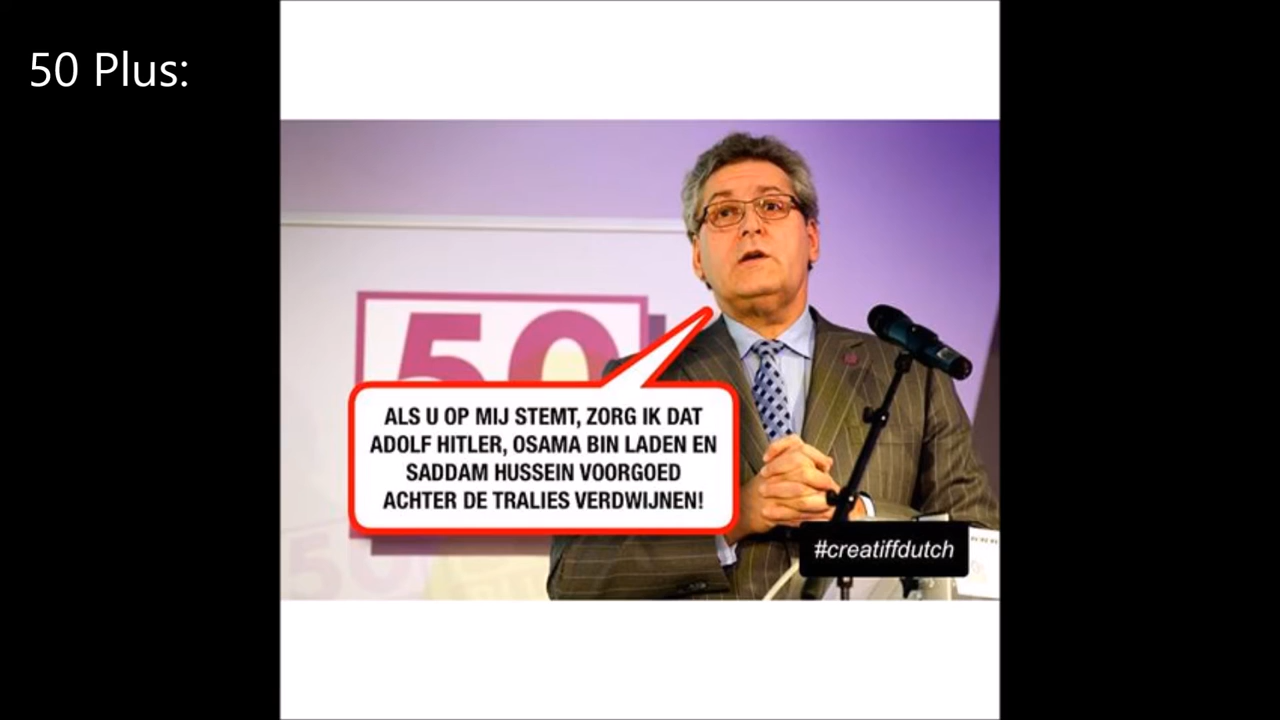 50 Plus:
50
ALS U OP MIJ STEMT, ZORG IK DAT
ADOLF HITLER, OSAMA BIN LADEN EN
SADDAM HUSSEIN VOORGOED
ACHTER DE TRALIES VERDWIJNEN!
#creatiffdutch
50